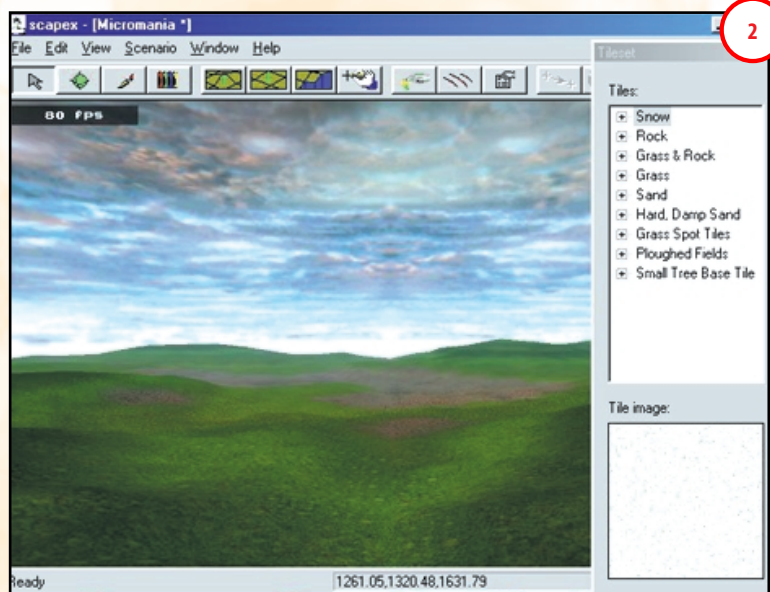 scapex - [Micromania *]
2
File Edit View Scenario Window Help
Tileset
80 FPS
Tiles:
Snow
Rock
Grass & Rock
Grass
Sand
Hard, Damp Sand
Grass Spot Tiles
Ploughed Fields
Small Tree Base Tile
Tile image:
Ready
1261.05,1320.48,1631.79